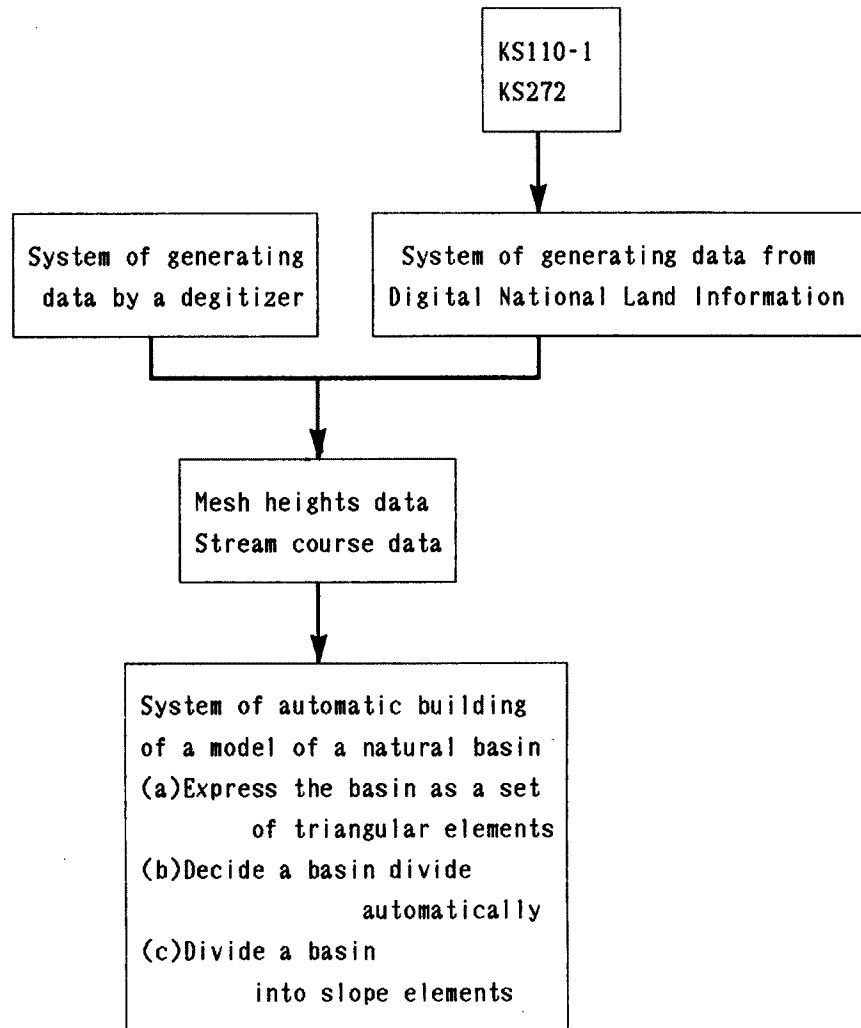 KS110-1
KS272
System of generating
data by a degitizer
System of generating data from
Digital National Land Information
Mesh heights data
Stream course data
System of automatic building
of a model of a natural basin
(a)Express the basin as a set
of triangular elements
(b)Decide a basin divide
automatically
(c)Divide a basin
into slope elements